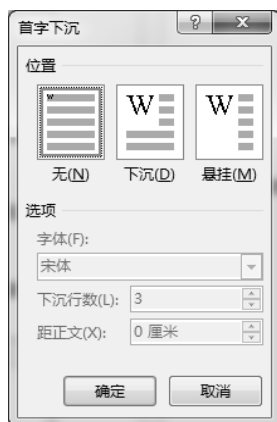 首字下沉
位置
W W W
无(N) 下沉(D) 悬挂(M)
选项
字体(F):
宋体
下沉行数(L): 3
距正文(X): 0 厘米
确定 取消